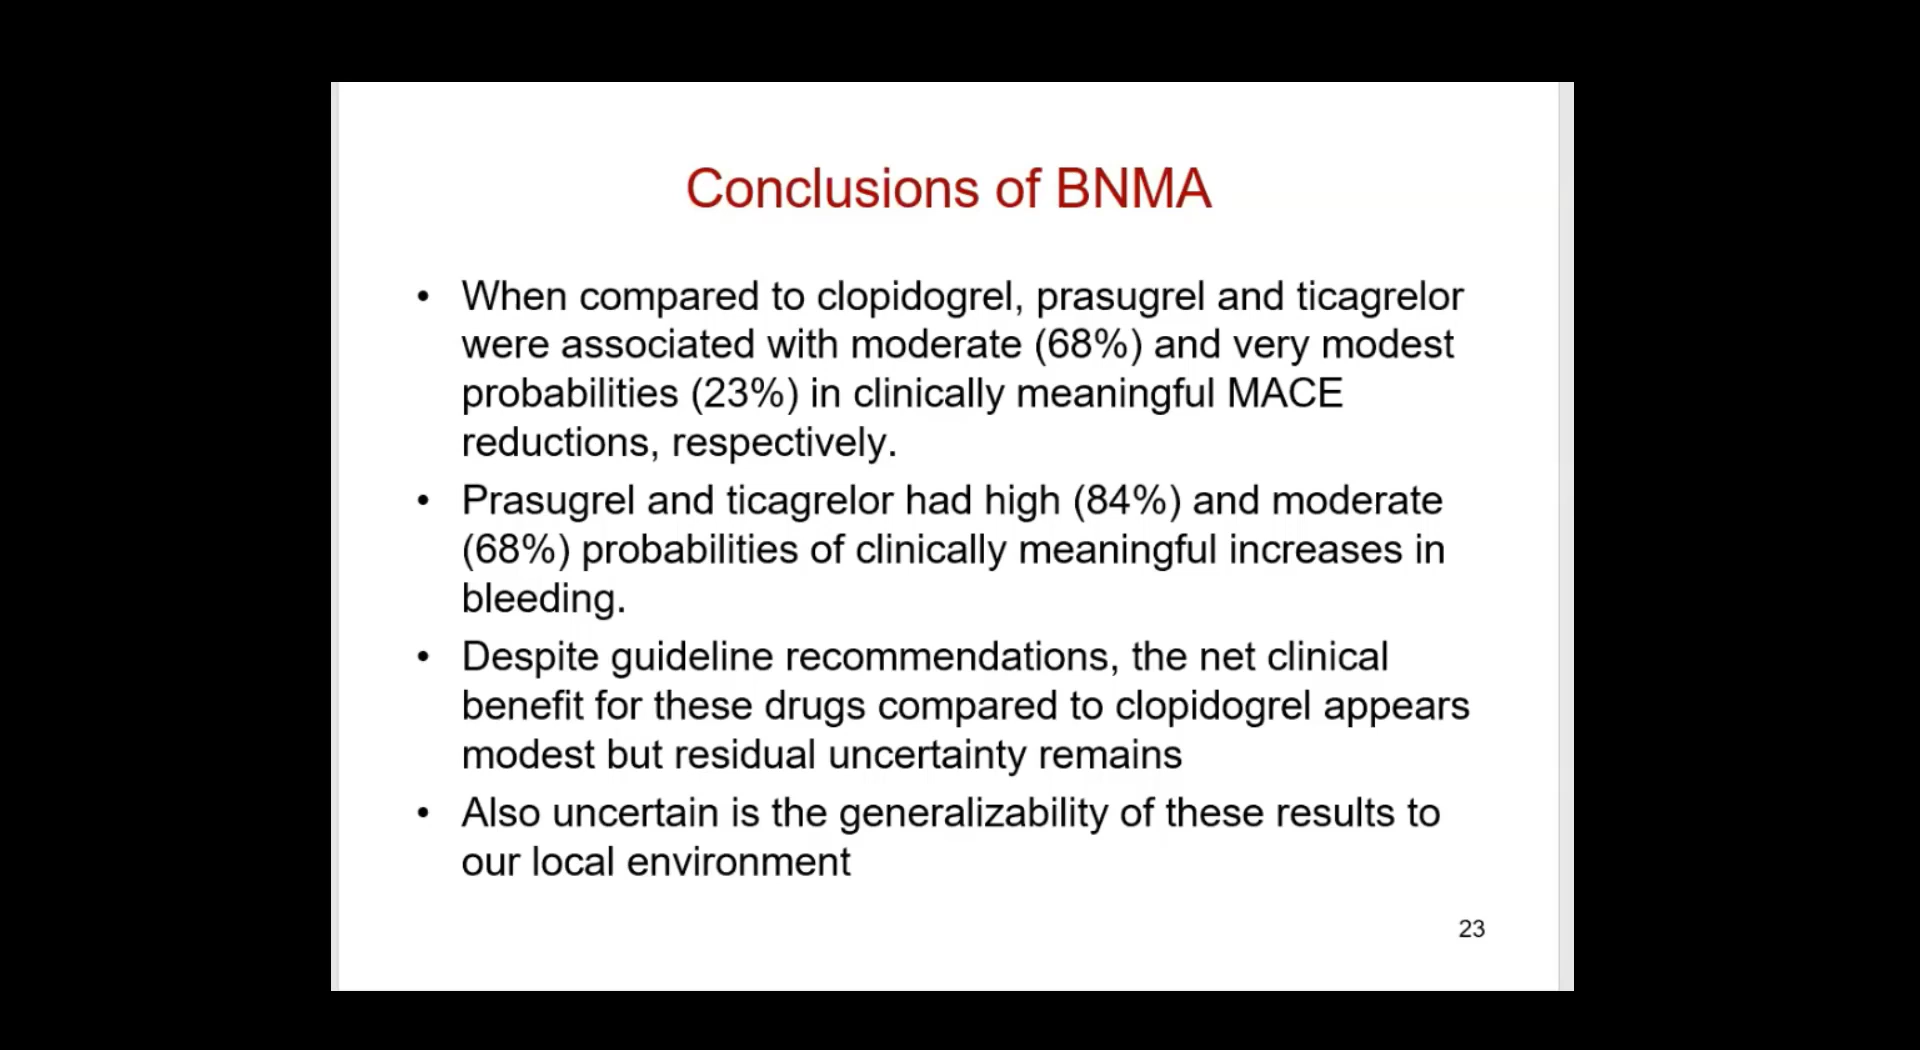 Conclusions of BNMA
• When compared to clopidogrel, prasugrel and ticagrelor
were associated with moderate (68%) and very modest
probabilities (23%) in clinically meaningful MACE
reductions, respectively.
• Prasugrel and ticagrelor had high (84%) and moderate
(68%) probabilities of clinically meaningful increases in
bleeding.
• Despite guideline recommendations, the net clinical
benefit for these drugs compared to clopidogrel appears
modest but residual uncertainty remains
• Also uncertain is the generalizability of these results to
our local environment
23